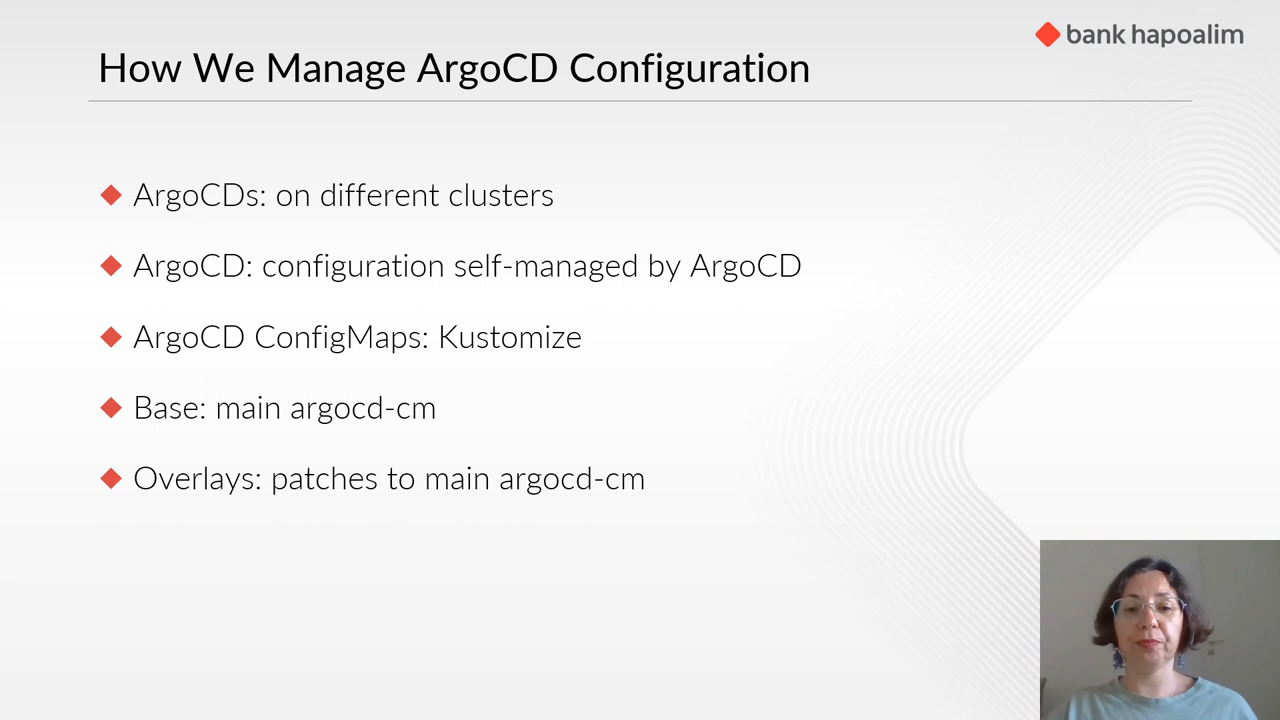 bank hapoalim
How We Manage ArgoCD Configuration
ArgoCDs: on different clusters
ArgoCD: configuration self-managed by ArgoCD
ArgoCD ConfigMaps: Kustomize
Base: main argocd-cm
Overlays: patches to main argocd-cm